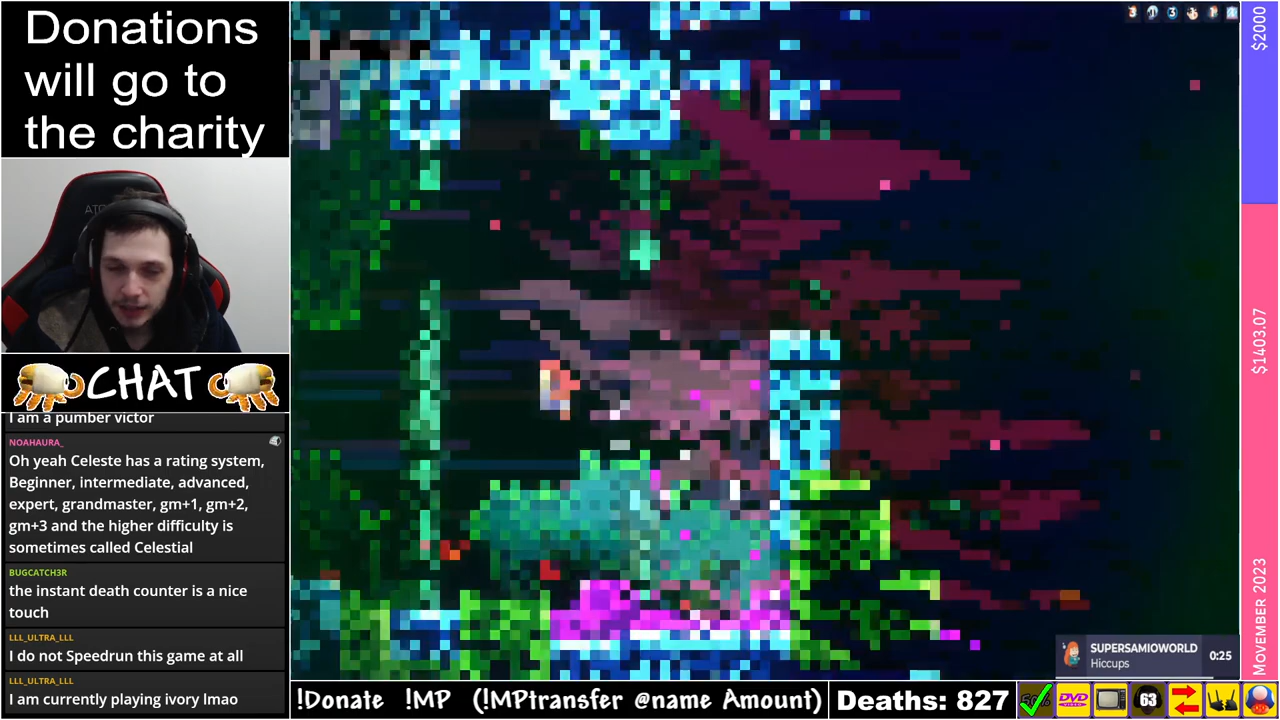 Donations
will go to
the charity
CHAT
I am a pumber victor
NOAHAURA_
Oh yeah Celeste has a rating system,
Beginner, intermediate, advanced,
expert, grandmaster, gm+1, gm+2,
gm+3 and the higher difficulty is
sometimes called Celestial
BUGCATCH3R
the instant death counter is a nice
touch
LLL_ULTRA_LLL
I do not Speedrun this game at all
LLL_ULTRA_LLL
I am currently playing ivory lmao
$2000
$1403.07
NOVEMBER 2023
SUPERSAMIOWORLD
Hiccups
0:25
!Donate !MP (!MPtransfer @name Amount)
Deaths: 827
DVD
VIDEO
63